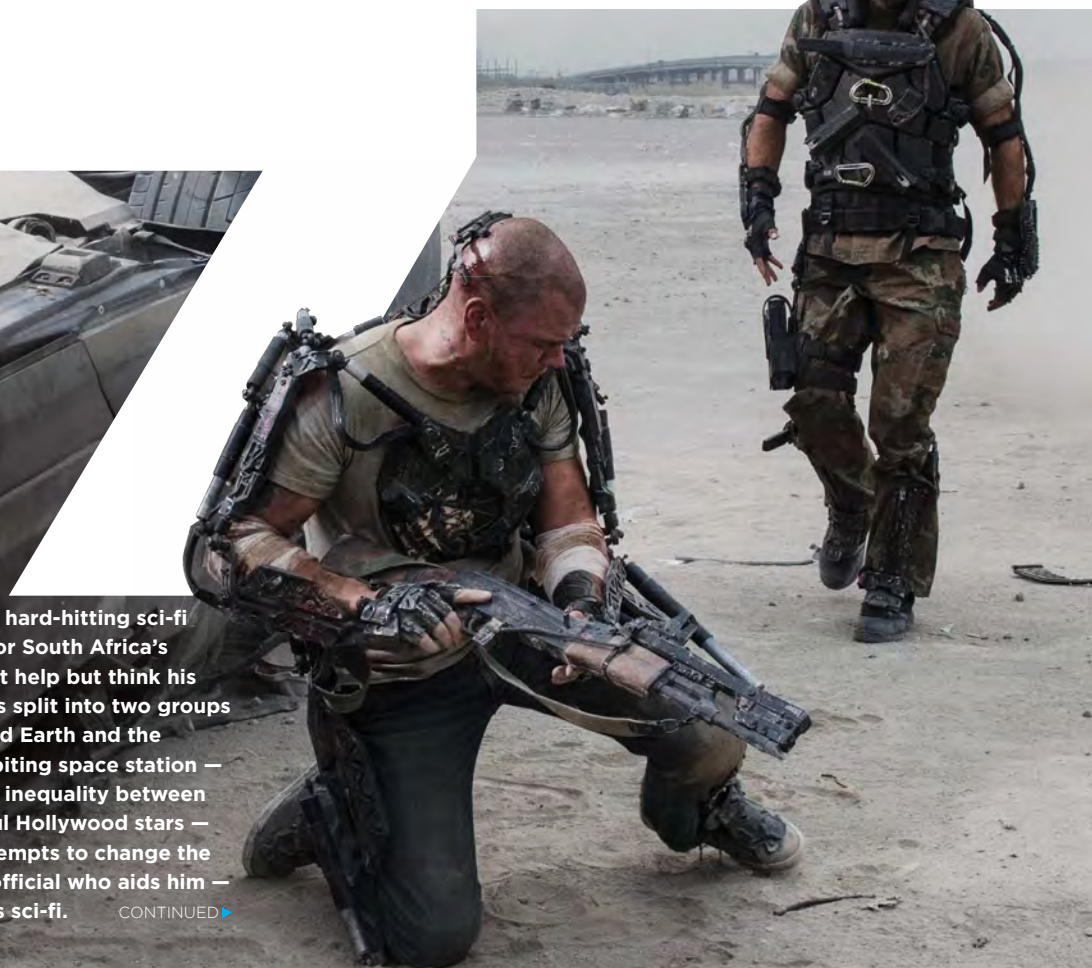 hard-hitting sci-fi
or South Africa's
t help but think his
s split into two groups
d Earth and the
biting space station —
inequality between
ul Hollywood stars —
empts to change the
official who aids him —
s sci-fi. CONTINUED